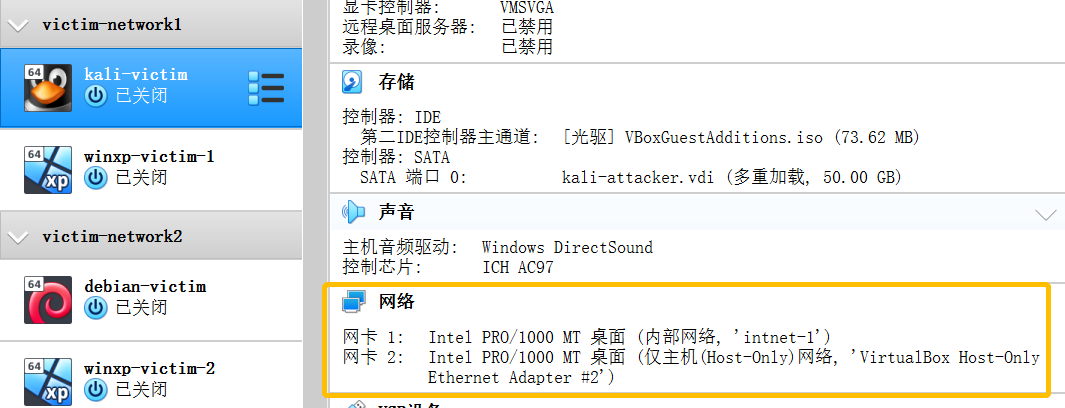 victim-network1
64
kali-victim
已关闭
64
winxp-victim-1
已关闭
victim-network2
64
debian-victim
已关闭
64
winxp-victim-2
已关闭
显卡控制器: VMSVGA
远程桌面服务器: 已禁用
录像: 已禁用
存储
控制器: IDE
第二IDE控制器主通道: [光驱] VBoxGuestAdditions.iso (73.62 MB)
控制器: SATA
SATA 端口 0: kali-attacker.vdi (多重加载, 50.00 GB)
声音
主机音频驱动: Windows DirectSound
控制芯片: ICH AC97
网络
网卡 1: Intel PRO/1000 MT 桌面 (内部网络, 'intnet-1')
网卡 2: Intel PRO/1000 MT 桌面 (仅主机(Host-Only)网络, 'VirtualBox Host-Only
Ethernet Adapter #2')
USB设备